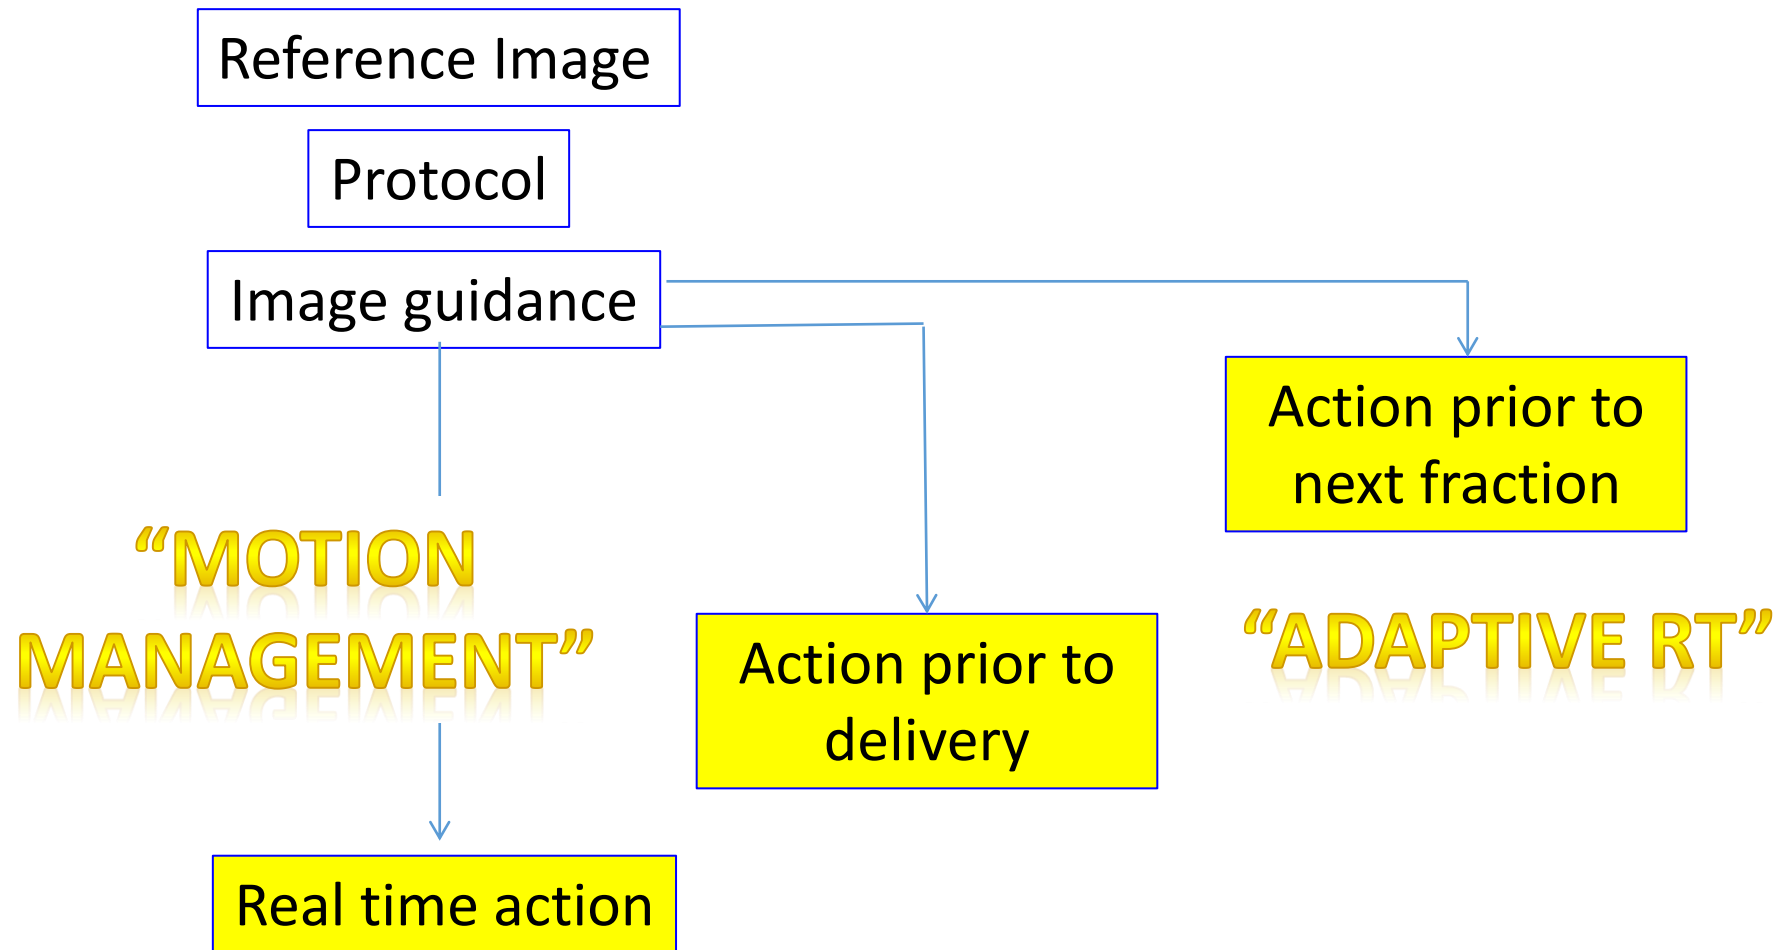 Reference Image
Protocol
Image guidance
Action prior to
next fraction
“MOTION
MANAGEMENT”
Action prior to
delivery
“ADAPTIVE RT”
Real time action